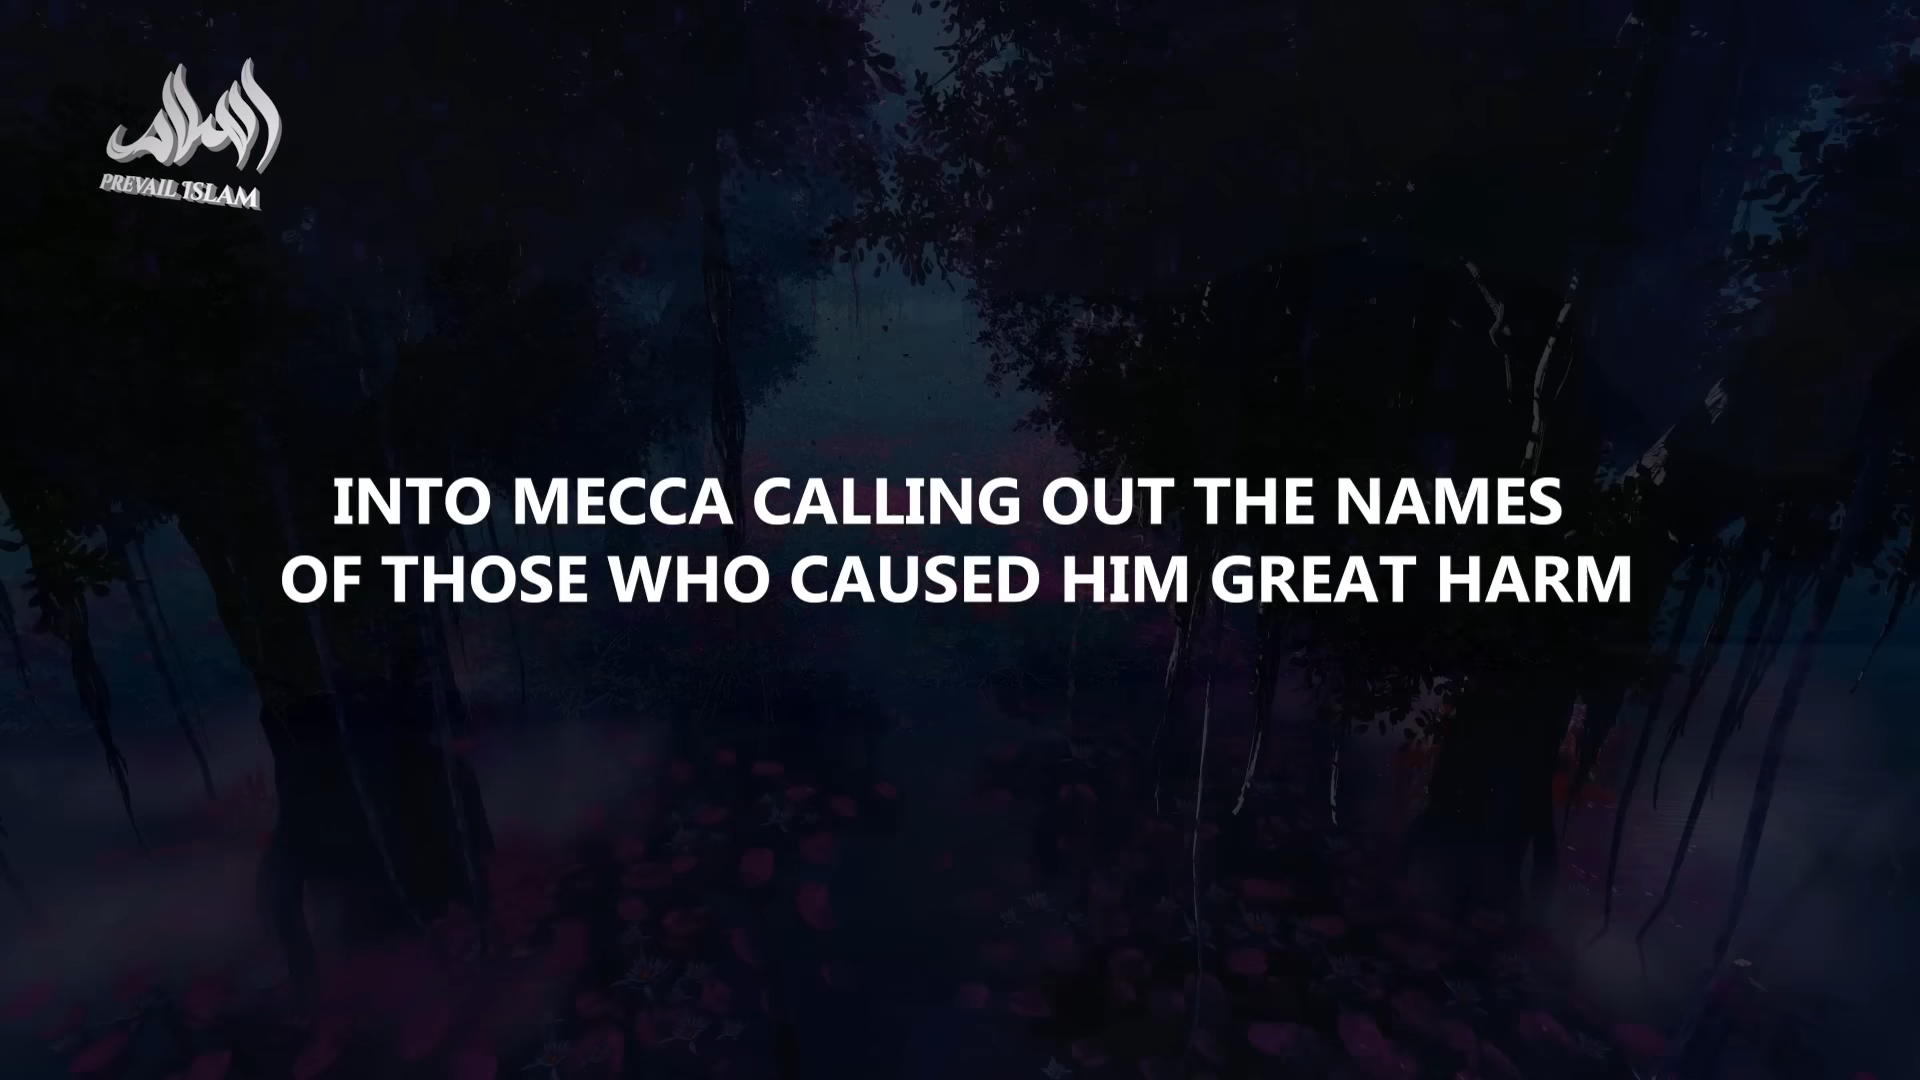 PREVAIL ISLAM
INTO MECCA CALLING OUT THE NAMES
OF THOSE WHO CAUSED HIM GREAT HARM